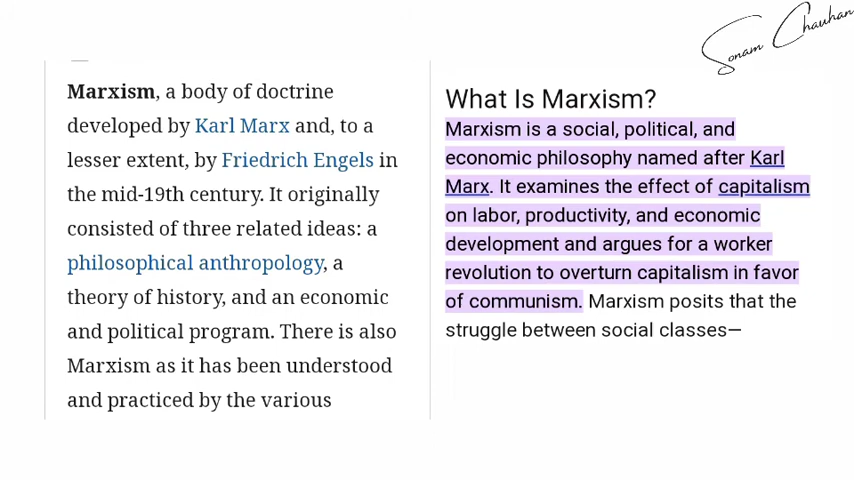 Sonam Chauhan
Marxism, a body of doctrine
developed by Karl Marx and, to a
lesser extent, by Friedrich Engels in
the mid-19th century. It originally
consisted of three related ideas: a
philosophical anthropology, a
theory of history, and an economic
and political program. There is also
Marxism as it has been understood
and practiced by the various
What Is Marxism?
Marxism is a social, political, and
economic philosophy named after Karl
Marx. It examines the effect of capitalism
on labor, productivity, and economic
development and argues for a worker
revolution to overturn capitalism in favor
of communism. Marxism posits that the
struggle between social classes—